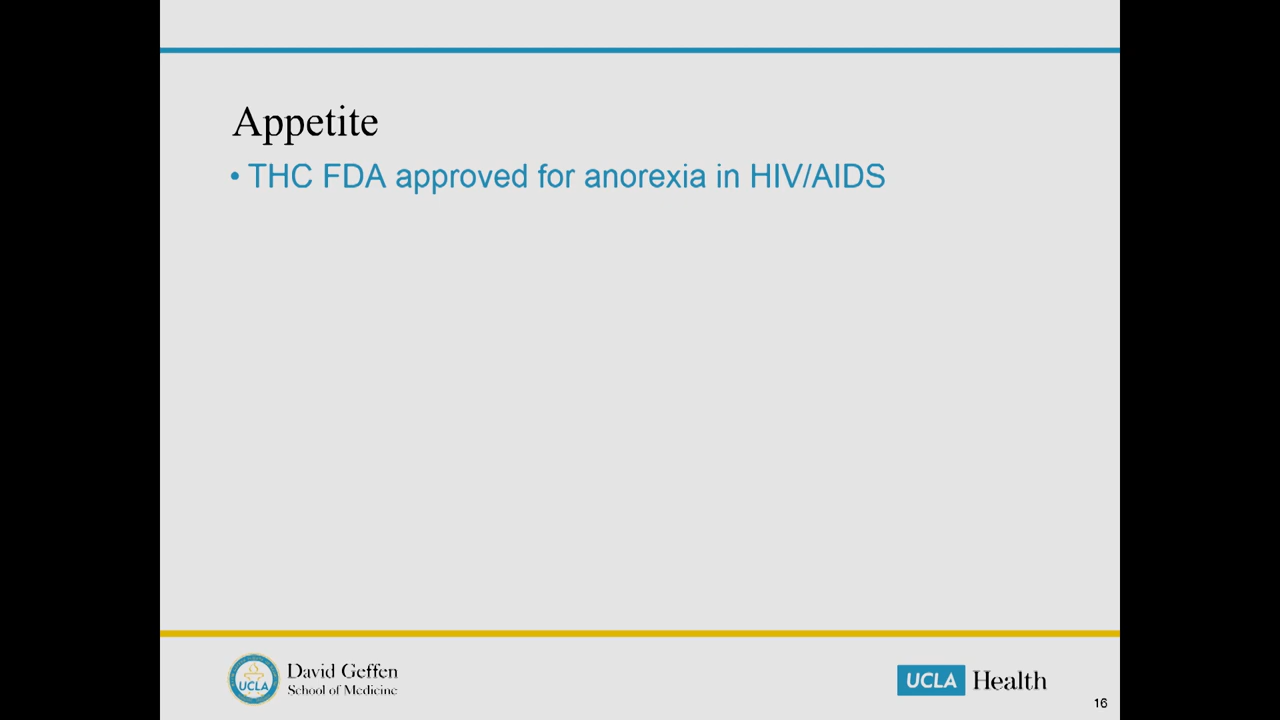 Appetite
• THC FDA approved for anorexia in HIV/AIDS
UCLA
David Geffen
School of Medicine
UCLA Health
16